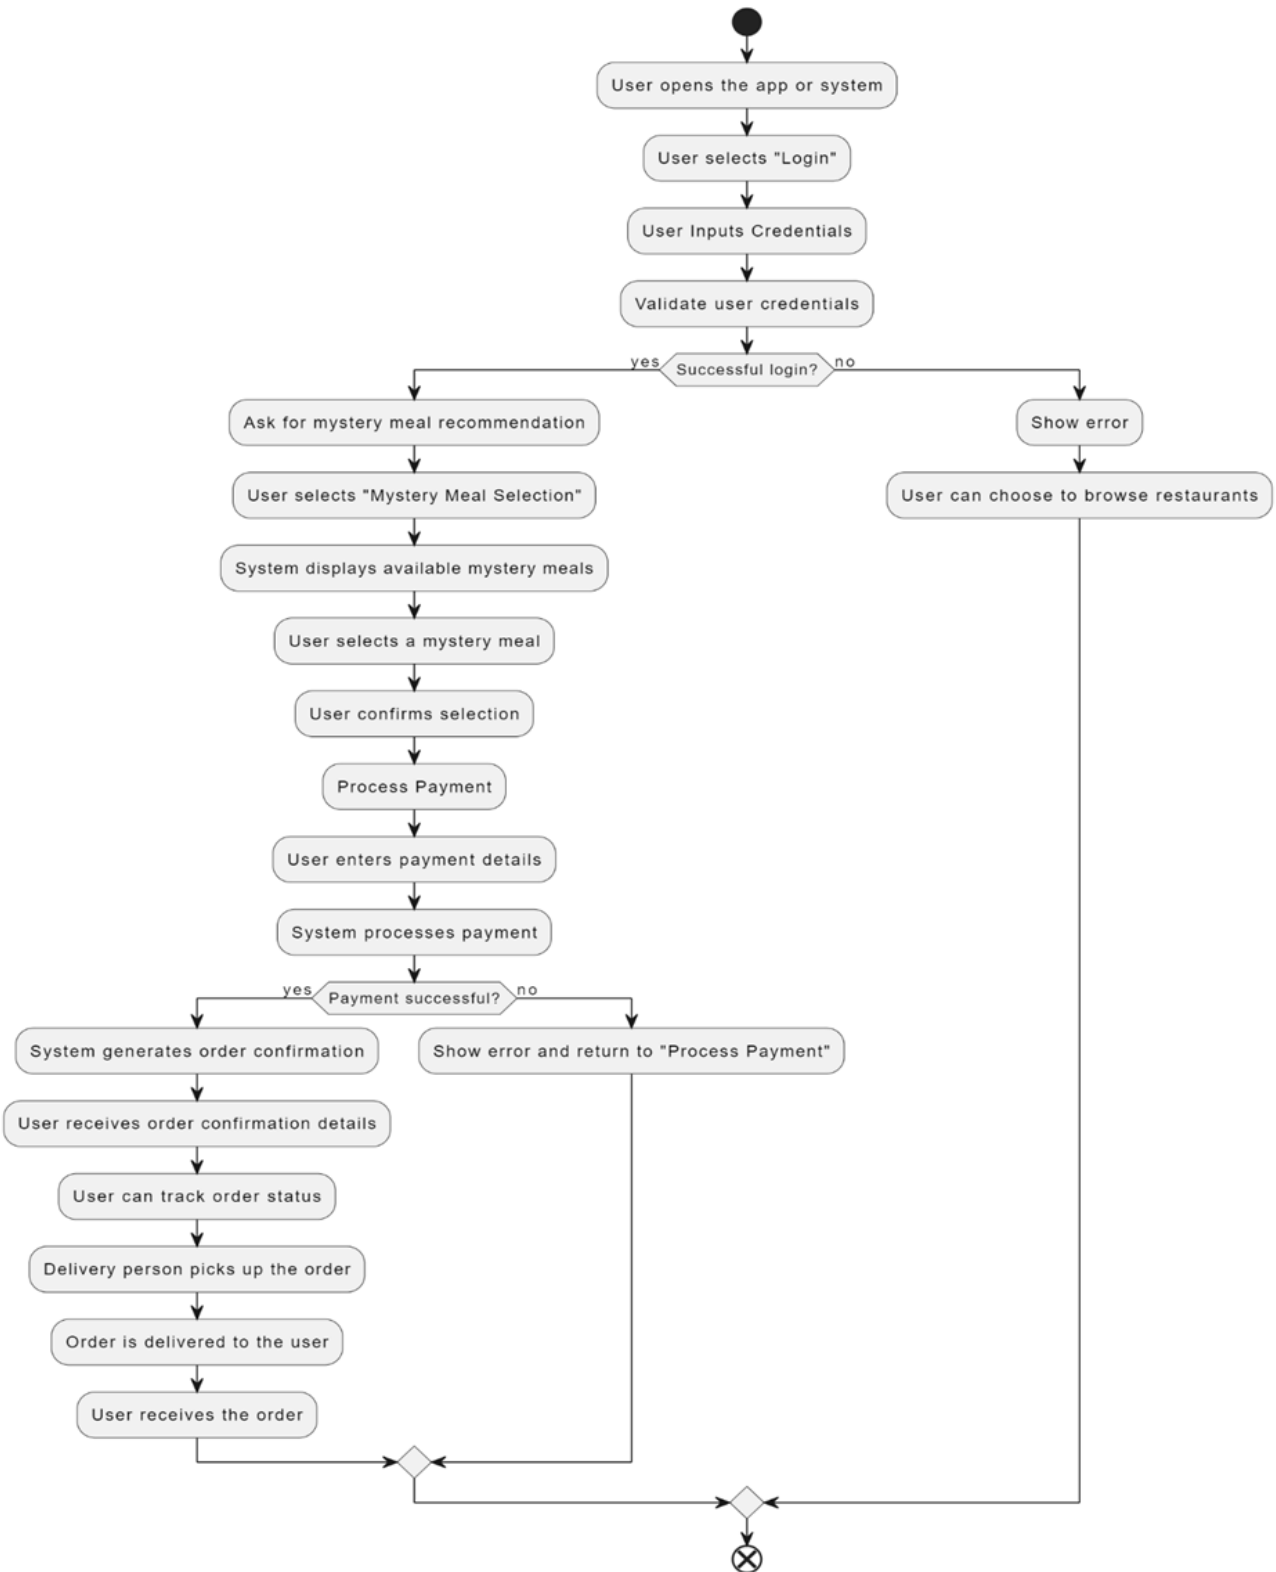 User opens the app or system
User selects "Login"
User Inputs Credentials
Validate user credentials
yes
Successful login?
no
Ask for mystery meal recommendation
Show error
User selects "Mystery Meal Selection"
User can choose to browse restaurants
System displays available mystery meals
User selects a mystery meal
User confirms selection
Process Payment
User enters payment details
System processes payment
yes
Payment successful?
no
System generates order confirmation
Show error and return to "Process Payment"
User receives order confirmation details
User can track order status
Delivery person picks up the order
Order is delivered to the user
User receives the order